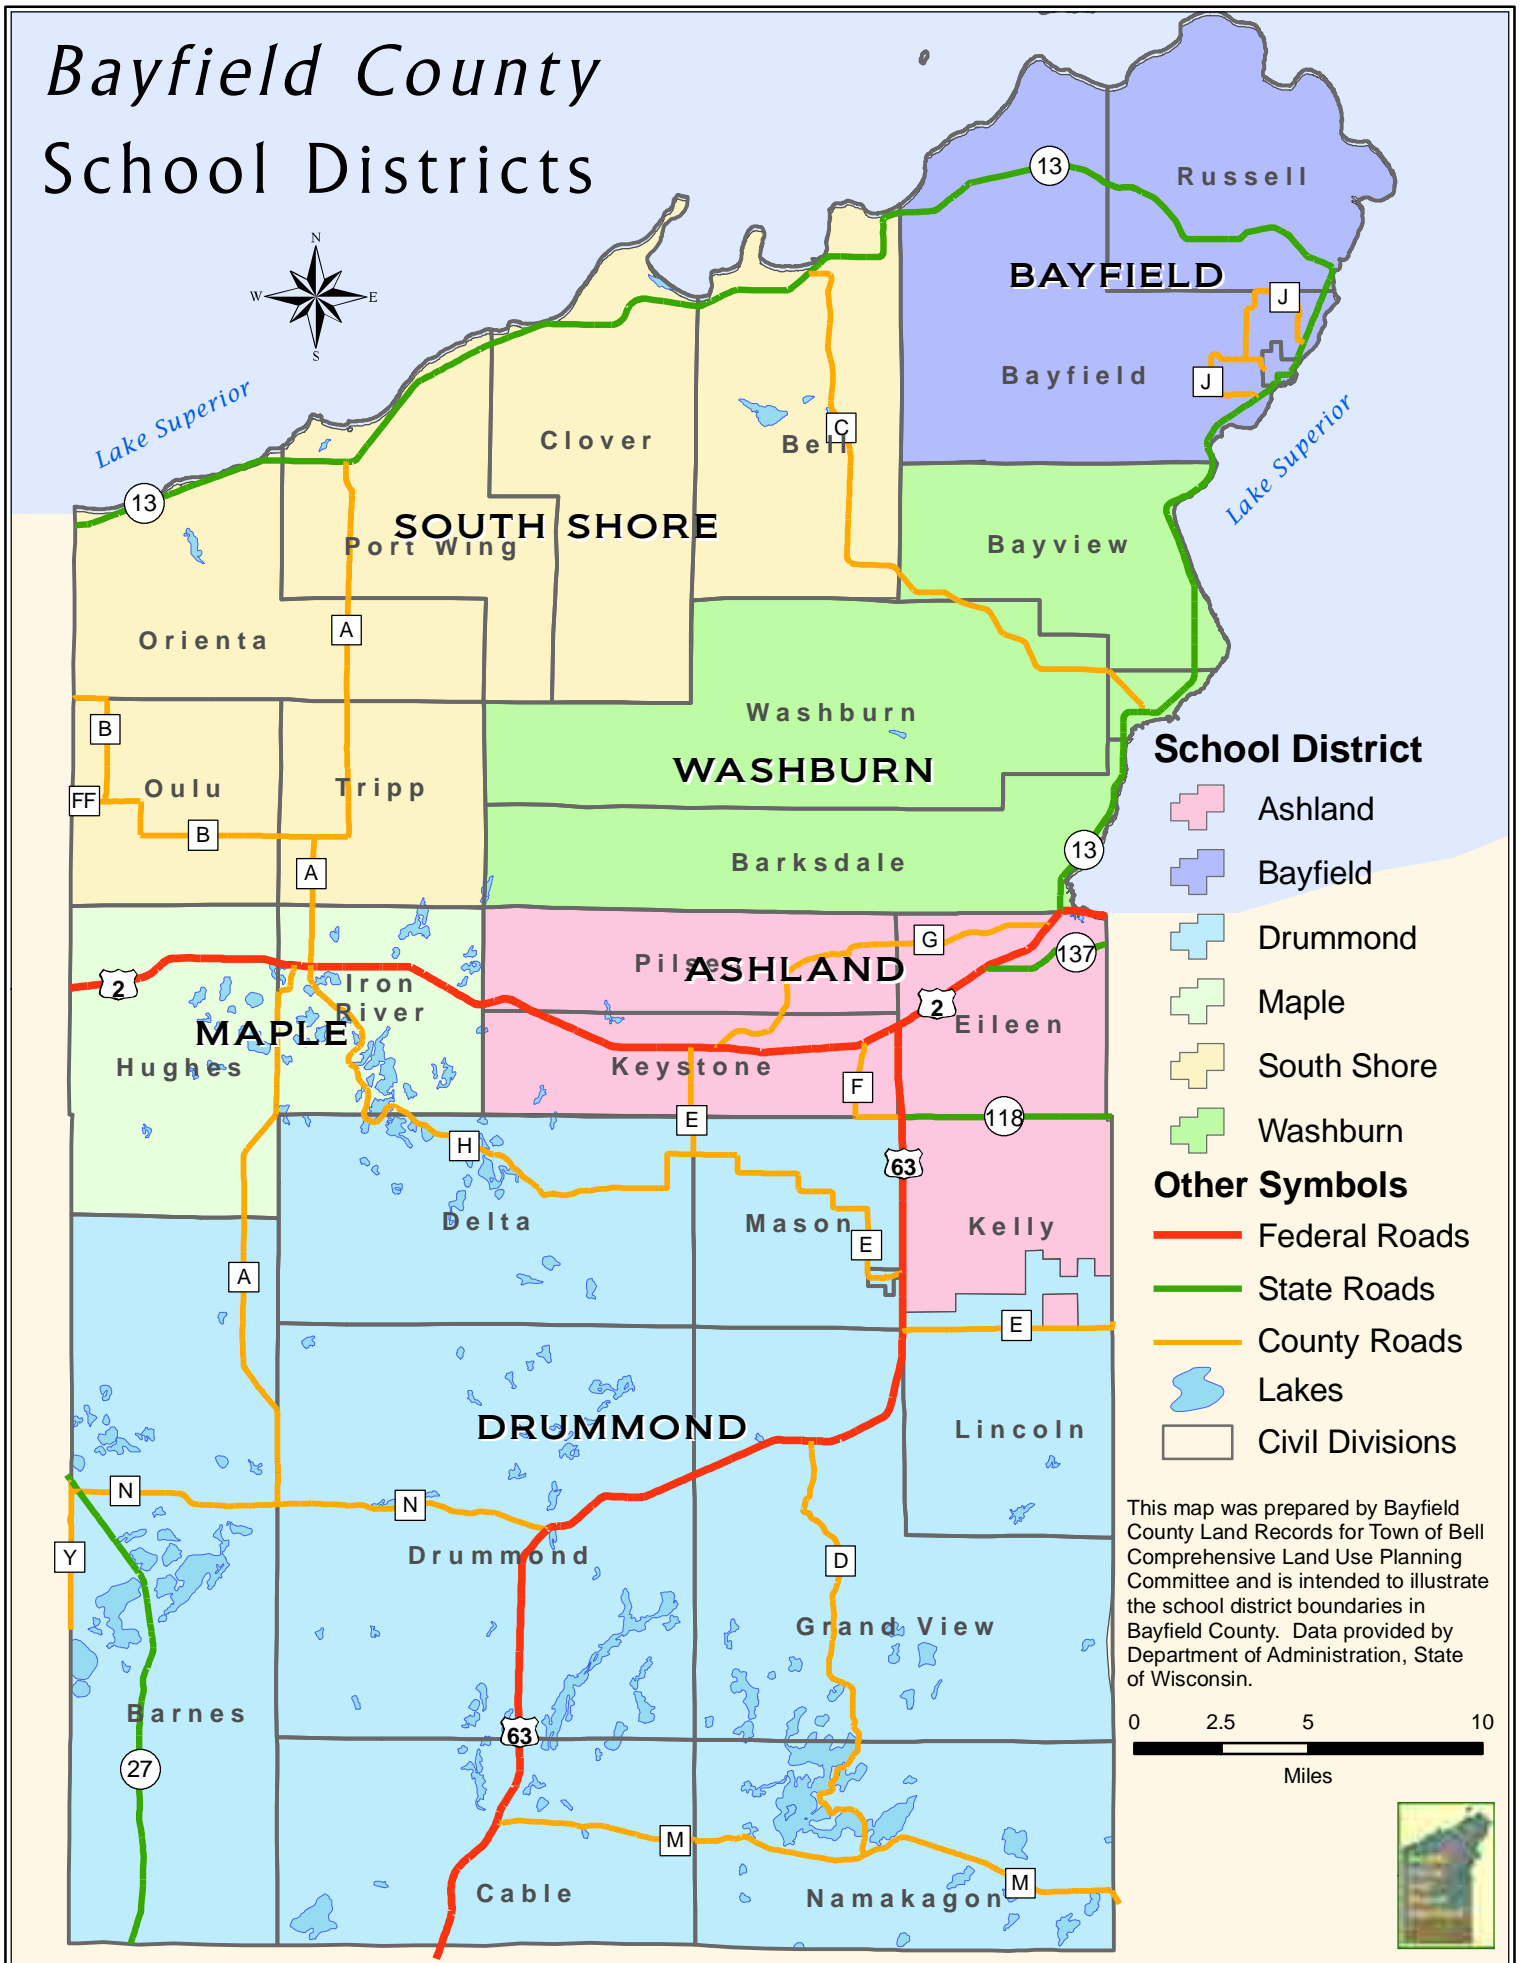 Bayfield County
School Districts
N
W E
S
13
Russell
BAYFIELD
J
Bayfield
J
Lake Superior
Lake Superior
C
Clover
Bell
13
SOUTH SHORE
Port Wing
Bayview
A
Orienta
Washburn
B
WASHBURN
Oulu
Tripp
FF
B
13
Barksdale
A
G
137
Pilsen
ASHLAND
2
Iron
River
2
Eileen
MAPLE
Hughes
Keystone
F
E
118
H
63
Delta
Mason
Kelly
E
A
E
DRUMMOND
Lincoln
N
N
Y
Drummond
D
Grand View
Barnes
63
27
M
M
Cable
Namakagon
School District
Ashland
Bayfield
Drummond
Maple
South Shore
Washburn
Other Symbols
Federal Roads
State Roads
County Roads
Lakes
Civil Divisions
This map was prepared by Bayfield
County Land Records for Town of Bell
Comprehensive Land Use Planning
Committee and is intended to illustrate
the school district boundaries in
Bayfield County. Data provided by
Department of Administration, State
of Wisconsin.
0 2.5 5 10
Miles